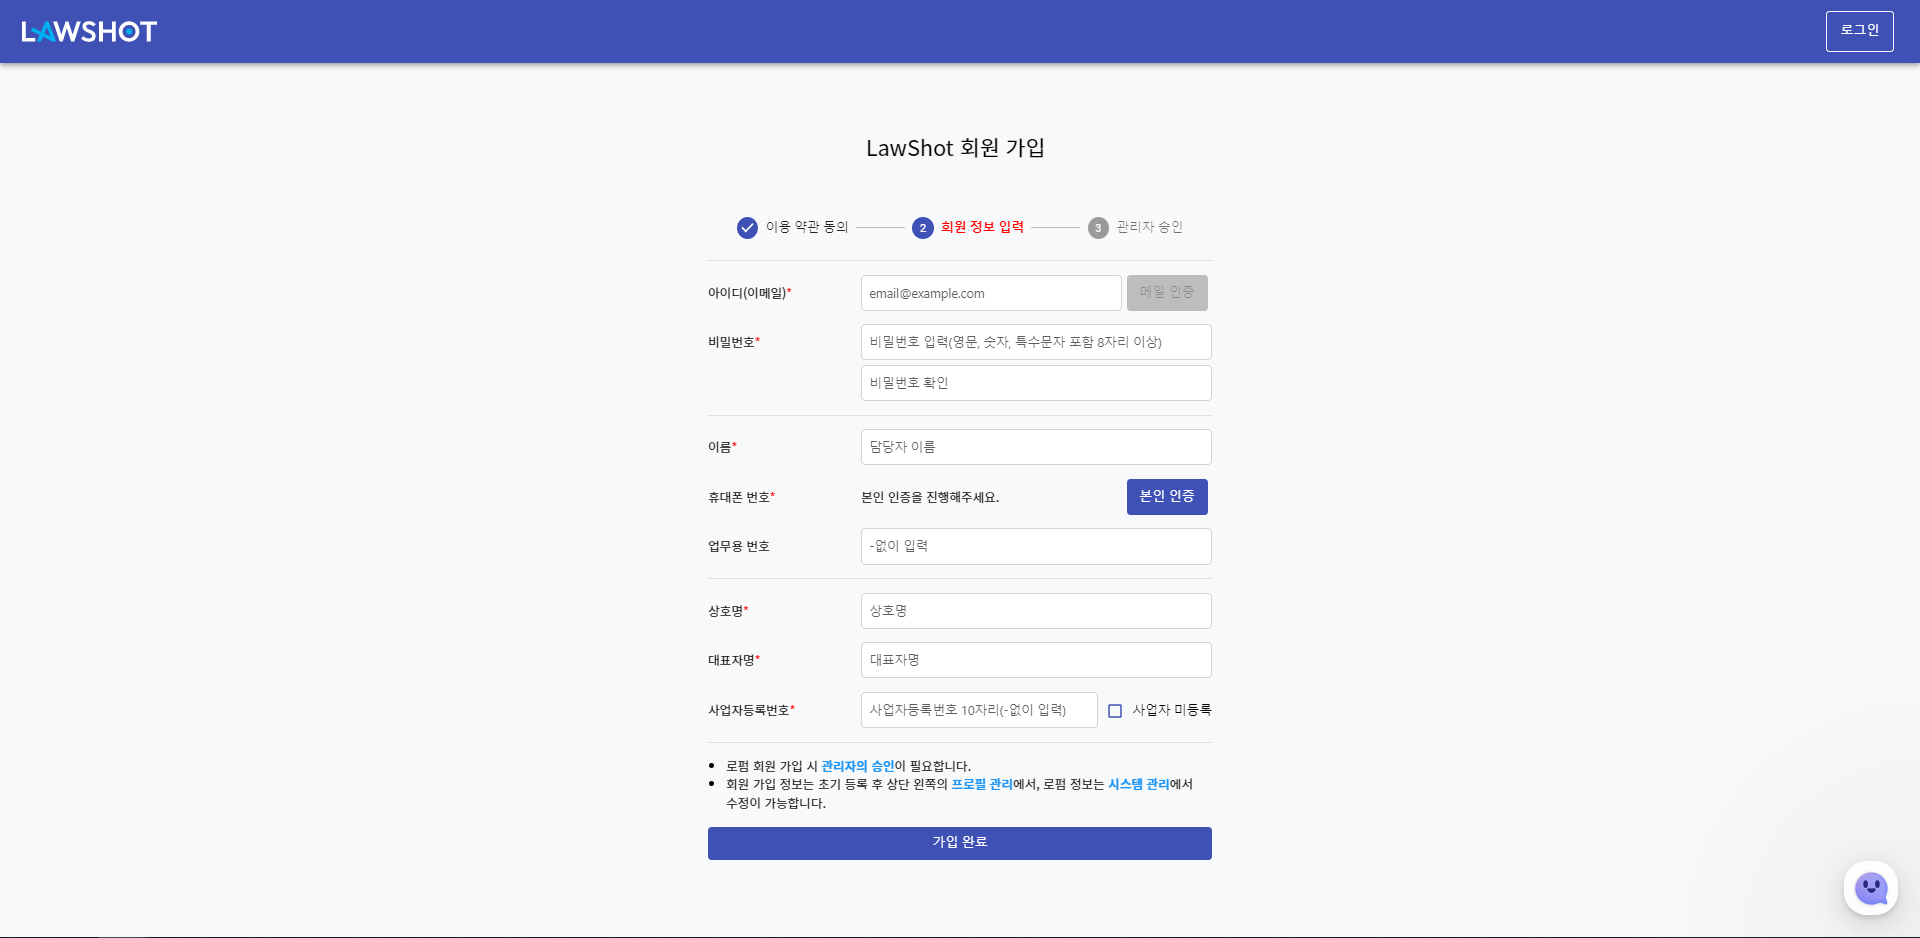 LAWSHOT
로그인
LawShot 회원 가입
이용 약관 동의
2 회원 정보 입력
3 관리자 승인
아이디(이메일)* email@example.com 메일 인증
비밀번호* 비밀번호 입력(영문, 숫자, 특수문자 포함 8자리 이상)
비밀번호 확인
이름* 담당자 이름
휴대폰 번호* 본인 인증을 진행해주세요. 본인 인증
업무용 번호 -없이 입력
상호명* 상호명
대표자명* 대표자명
사업자등록번호* 사업자등록번호 10자리(-없이 입력) 사업자 미등록
로펌 회원 가입 시 관리자의 승인이 필요합니다.
회원 가입 정보는 초기 등록 후 상단 왼쪽의 프로필 관리에서, 로펌 정보는 시스템 관리에서
수정이 가능합니다.
가입 완료